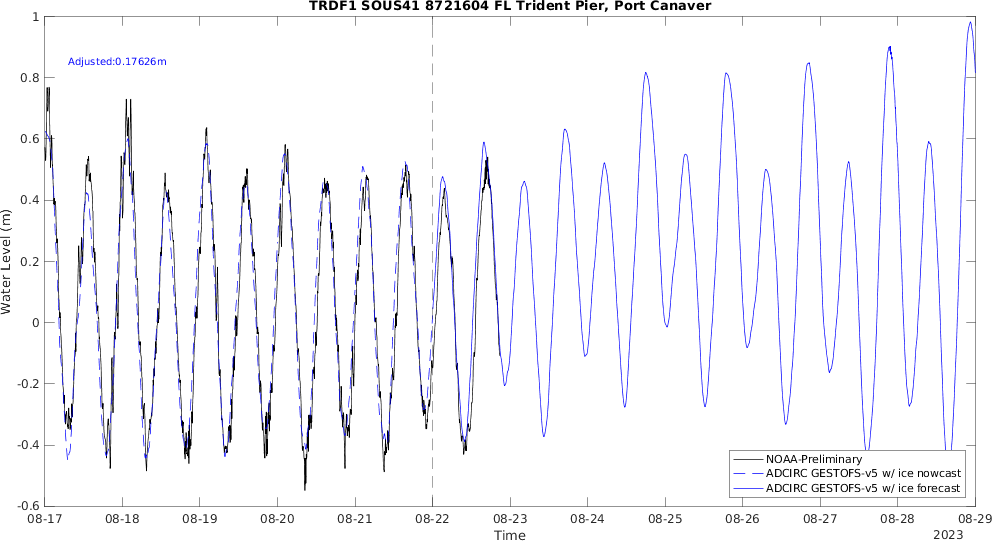 TRDF1 SOUS41 8721604 FL Trident Pier, Port Canaver
Adjusted:0.17626m
Water Level (m)
1
0.8
0.6
0.4
0.2
0
-0.2
-0.4
-0.6
NOAA-Preliminary
ADCIRC GESTOFS-v5 w/ ice nowcast
ADCIRC GESTOFS-v5 w/ ice forecast
08-17 08-18 08-19 08-20 08-21 08-22 08-23 08-24 08-25 08-26 08-27 08-28 08-29
Time
2023